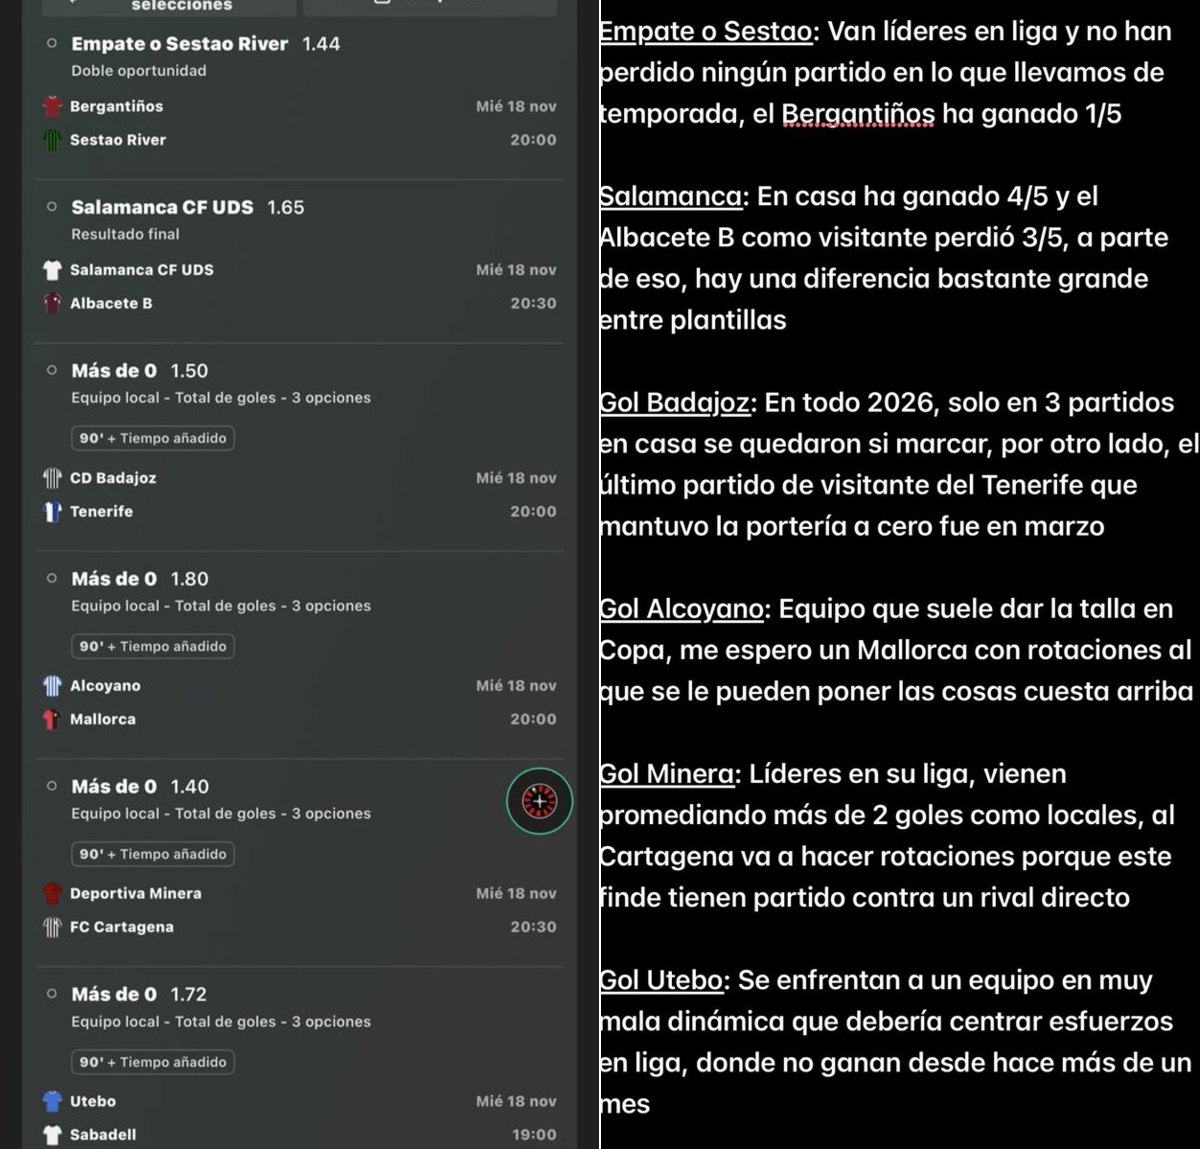 selecciones
Empate o Sestao River 1.44
Doble oportunidad
Bergantiños Mié 18 nov
Sestao River 20:00
Salamanca CF UDS 1.65
Resultado final
Salamanca CF UDS Mié 18 nov
Albacete B 20:30
Más de 0 1.50
Equipo local - Total de goles - 3 opciones
90' + Tiempo añadido
CD Badajoz Mié 18 nov
Tenerife 20:00
Más de 0 1.80
Equipo local - Total de goles - 3 opciones
90' + Tiempo añadido
Alcoyano Mié 18 nov
Mallorca 20:00
Más de 0 1.40
Equipo local - Total de goles - 3 opciones
90' + Tiempo añadido
Deportiva Minera Mié 18 nov
FC Cartagena 20:30
Más de 0 1.72
Equipo local - Total de goles - 3 opciones
90' + Tiempo añadido
Utebo Mié 18 nov
Sabadell 19:00
Empate o Sestao: Van líderes en liga y no han
perdido ningún partido en lo que llevamos de
temporada, el Bergantiños ha ganado 1/5
Salamanca: En casa ha ganado 4/5 y el
Albacete B como visitante perdió 3/5, a parte
de eso, hay una diferencia bastante grande
entre plantillas
Gol Badajoz: En todo 2026, solo en 3 partidos
en casa se quedaron si marcar, por otro lado, el
último partido de visitante del Tenerife que
mantuvo la portería a cero fue en marzo
Gol Alcoyano: Equipo que suele dar la talla en
Copa, me espero un Mallorca con rotaciones al
que se le pueden poner las cosas cuesta arriba
Gol Minera: Líderes en su liga, vienen
promediando más de 2 goles como locales, al
Cartagena va a hacer rotaciones porque este
finde tienen partido contra un rival directo
Gol Utebo: Se enfrentan a un equipo en muy
mala dinámica que debería centrar esfuerzos
en liga, donde no ganan desde hace más de un
mes